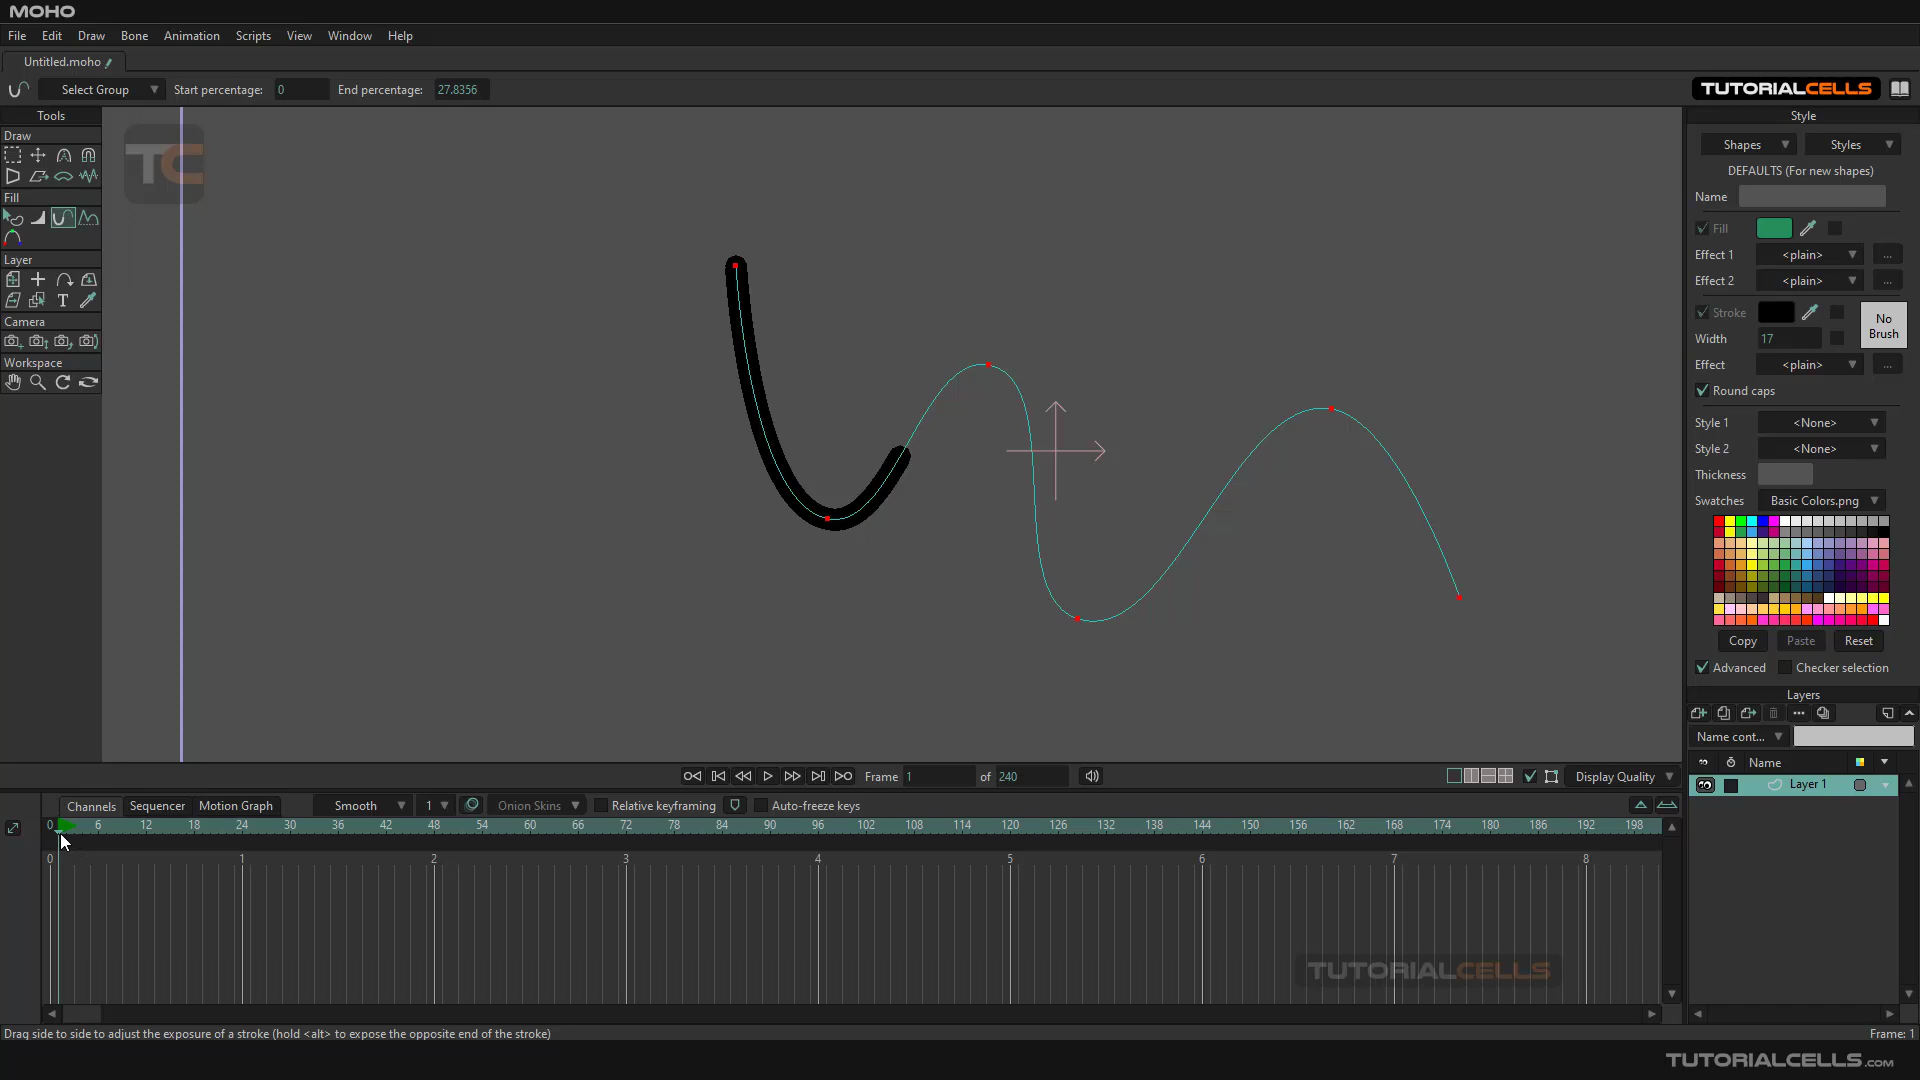 MOHO
File Edit Draw Bone Animation Scripts View Window Help
Untitled.moho
Select Group Start percentage: 0 End percentage: 27.8356
TUTORIALCELLS
Tools
Draw
Fill
Layer
T
Camera
Workspace
TC
Style
Shapes Styles
DEFAULTS (For new shapes)
Name
Fill
Effect 1 <plain> ...
Effect 2 <plain> ...
Stroke
No Brush
Width 17
Effect <plain> ...
Round caps
Style 1 <None>
Style 2 <None>
Thickness
Swatches Basic Colors.png
Copy Paste Reset
Advanced Checker selection
Layers
Name cont...
Name
Layer 1
Frame 1 of 240
Display Quality
Channels Sequencer Motion Graph Smooth 1 Onion Skins Relative keyframing Auto-freeze keys
0 6 12 18 24 30 36 42 48 54 60 66 72 78 84 90 96 102 108 114 120 126 132 138 144 150 156 162 168 174 180 186 192 198
0 1 2 3 4 5 6 7 8
TUTORIALCELLS
Drag side to side to adjust the exposure of a stroke (hold <alt> to expose the opposite end of the stroke)
Frame: 1
TUTORIALCELLS.COM